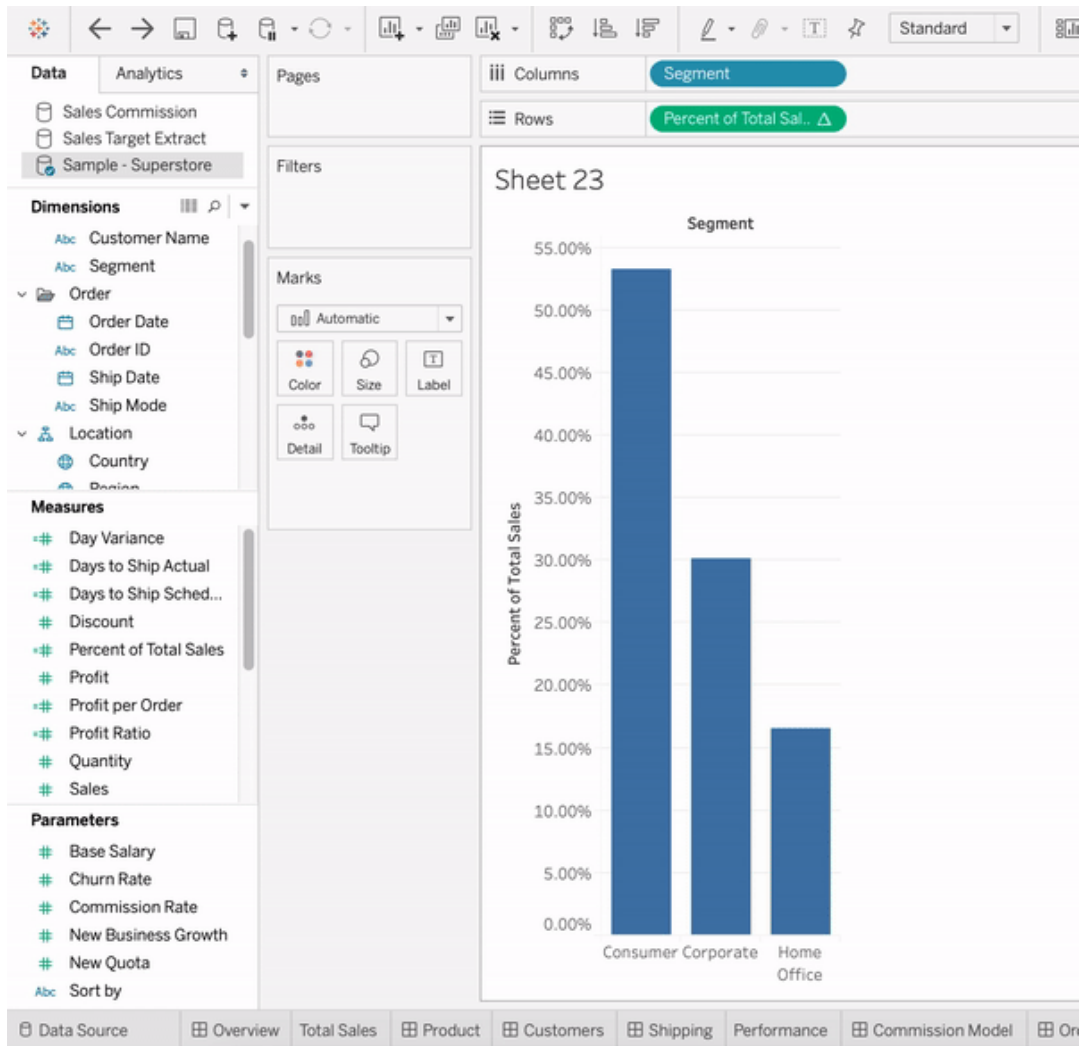 Standard
Data
Analytics
Sales Commission
Sales Target Extract
Sample - Superstore
Dimensions
Abc Customer Name
Abc Segment
Order
Order Date
Abc Order ID
Ship Date
Abc Ship Mode
Location
Country
Region
Measures
=# Day Variance
=# Days to Ship Actual
=# Days to Ship Sched...
# Discount
=# Percent of Total Sales
# Profit
=# Profit per Order
=# Profit Ratio
# Quantity
# Sales
Parameters
# Base Salary
# Churn Rate
# Commission Rate
# New Business Growth
# New Quota
Abc Sort by
Pages
Filters
Marks
Automatic
Color
Size
T
Label
Detail
Tooltip
Columns
Segment
Rows
Percent of Total Sal.. △
Sheet 23
Segment
55.00%
50.00%
45.00%
40.00%
35.00%
30.00%
25.00%
20.00%
15.00%
10.00%
5.00%
0.00%
Percent of Total Sales
Consumer
Corporate
Home
Office
Data Source
Overview
Total Sales
Product
Customers
Shipping
Performance
Commission Model